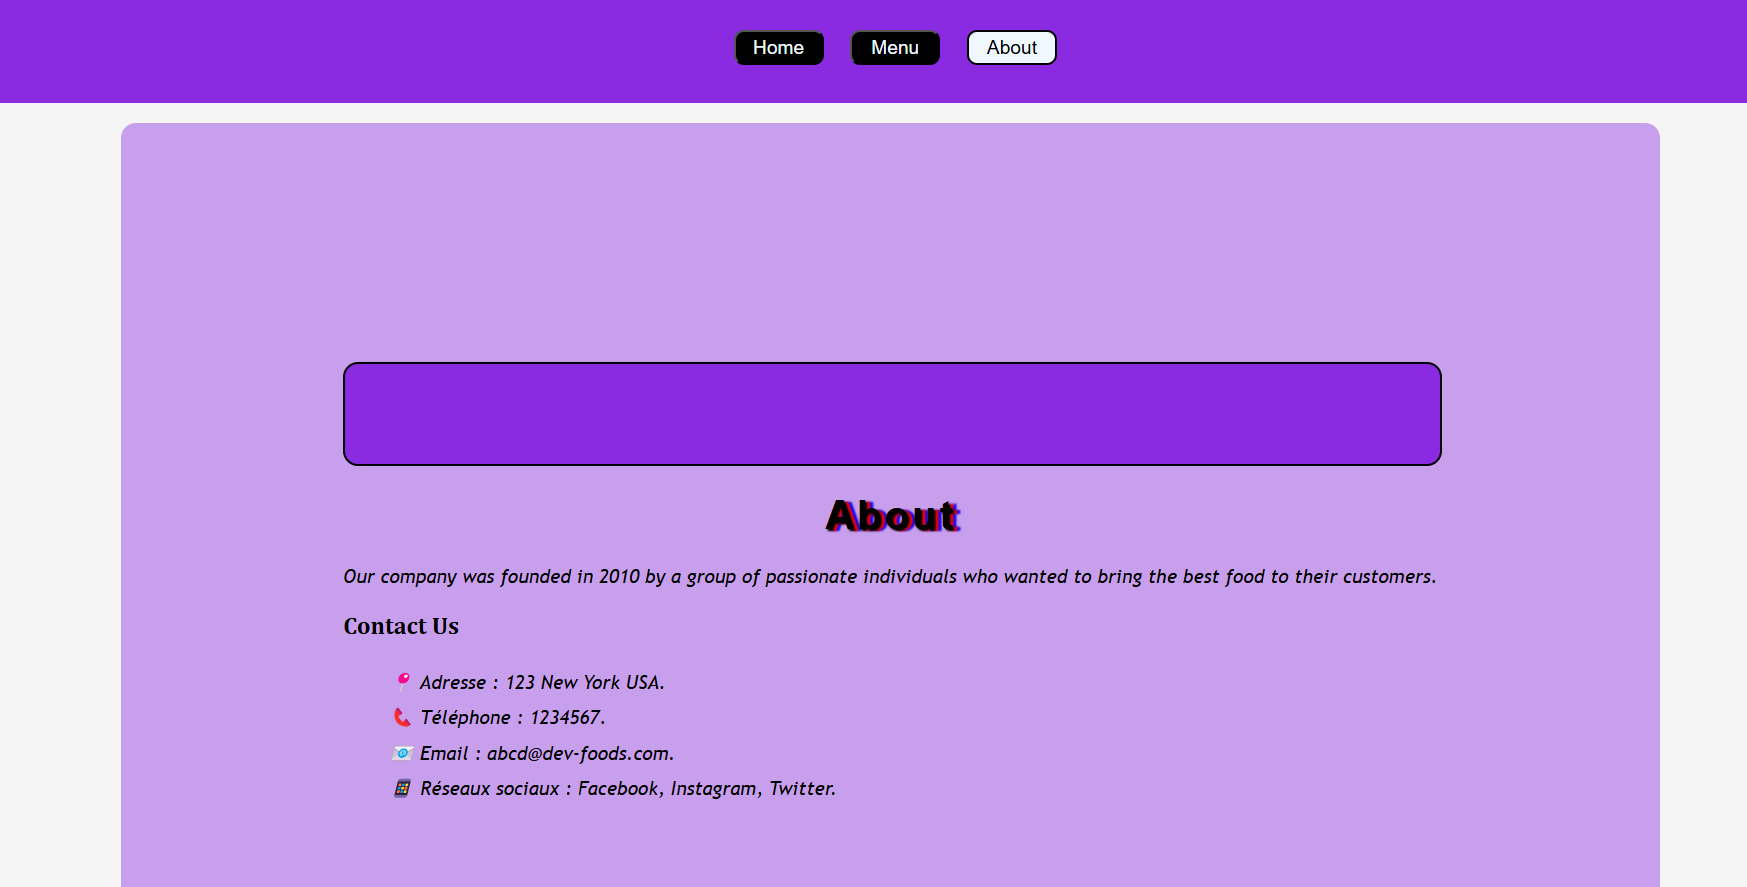 Home Menu About
About
Our company was founded in 2010 by a group of passionate individuals who wanted to bring the best food to their customers.
Contact Us
📍 Adresse : 123 New York USA.
📞 Téléphone : 1234567.
📧 Email : abcd@dev-foods.com.
📱 Réseaux sociaux : Facebook, Instagram, Twitter.